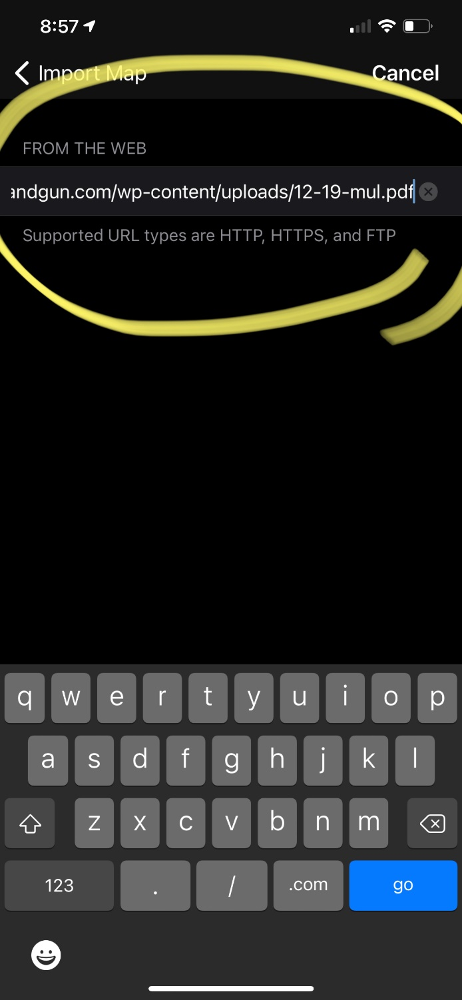 8:57
Import Map Cancel
FROM THE WEB
andgun.com/wp-content/uploads/12-19-mul.pdf
Supported URL types are HTTP, HTTPS, and FTP
q w e r t y u i o p
a s d f g h j k l
z x c v b n m
123 . / .com go